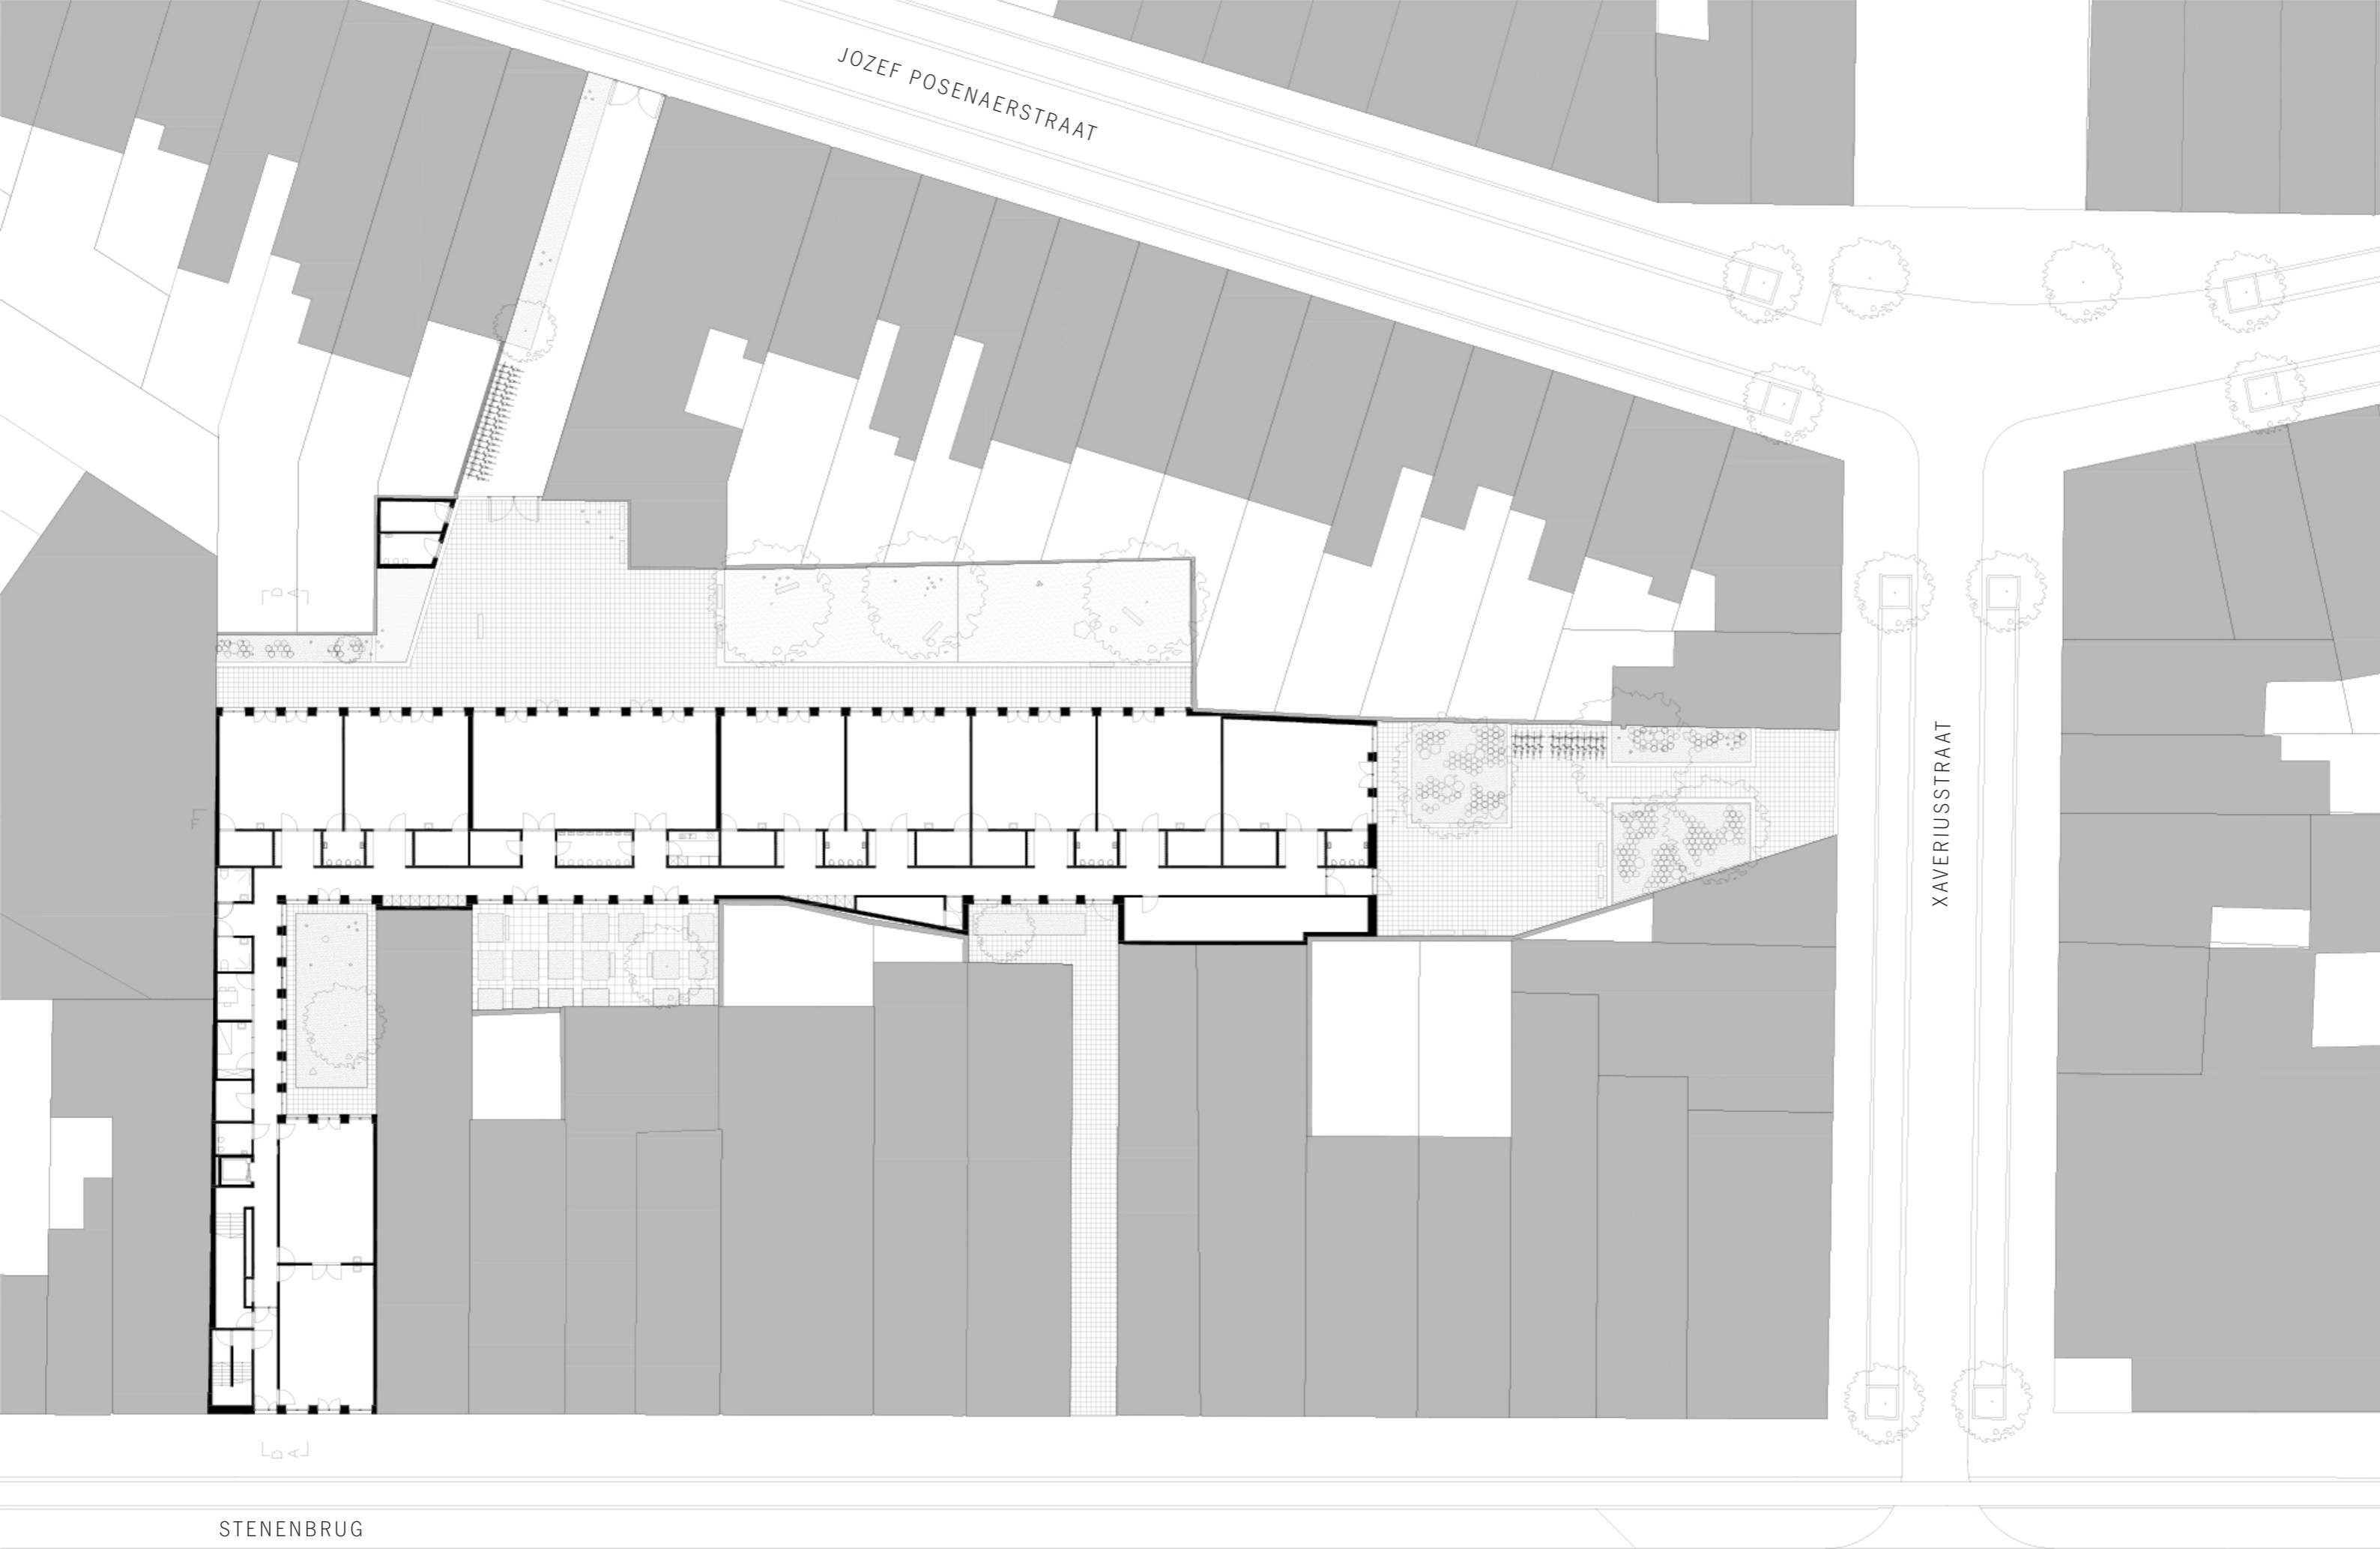 JOZEF POSENAERSTRAAT
D A
F
XAVERIUSSTRAAT
D A
STENENBRUG